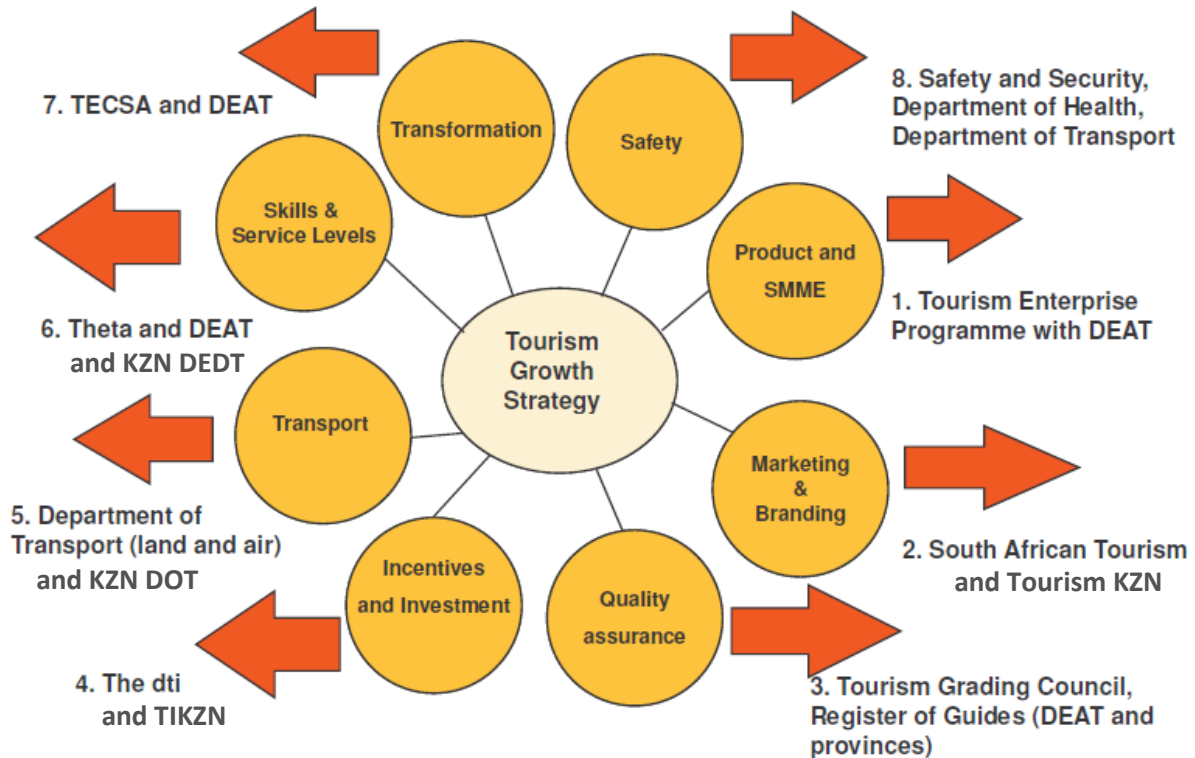 7. TECSA and DEAT
Transformation
Safety
8. Safety and Security,
Department of Health,
Department of Transport
Skills &
Service Levels
Product and
SMME
6. Theta and DEAT
and KZN DEDT
Tourism
Growth
Strategy
1. Tourism Enterprise
Programme with DEAT
Transport
Marketing
&
Branding
5. Department of
Transport (land and air)
and KZN DOT
2. South African Tourism
and Tourism KZN
Incentives
and Investment
Quality
assurance
4. The dti
and TIKZN
3. Tourism Grading Council,
Register of Guides (DEAT and
provinces)